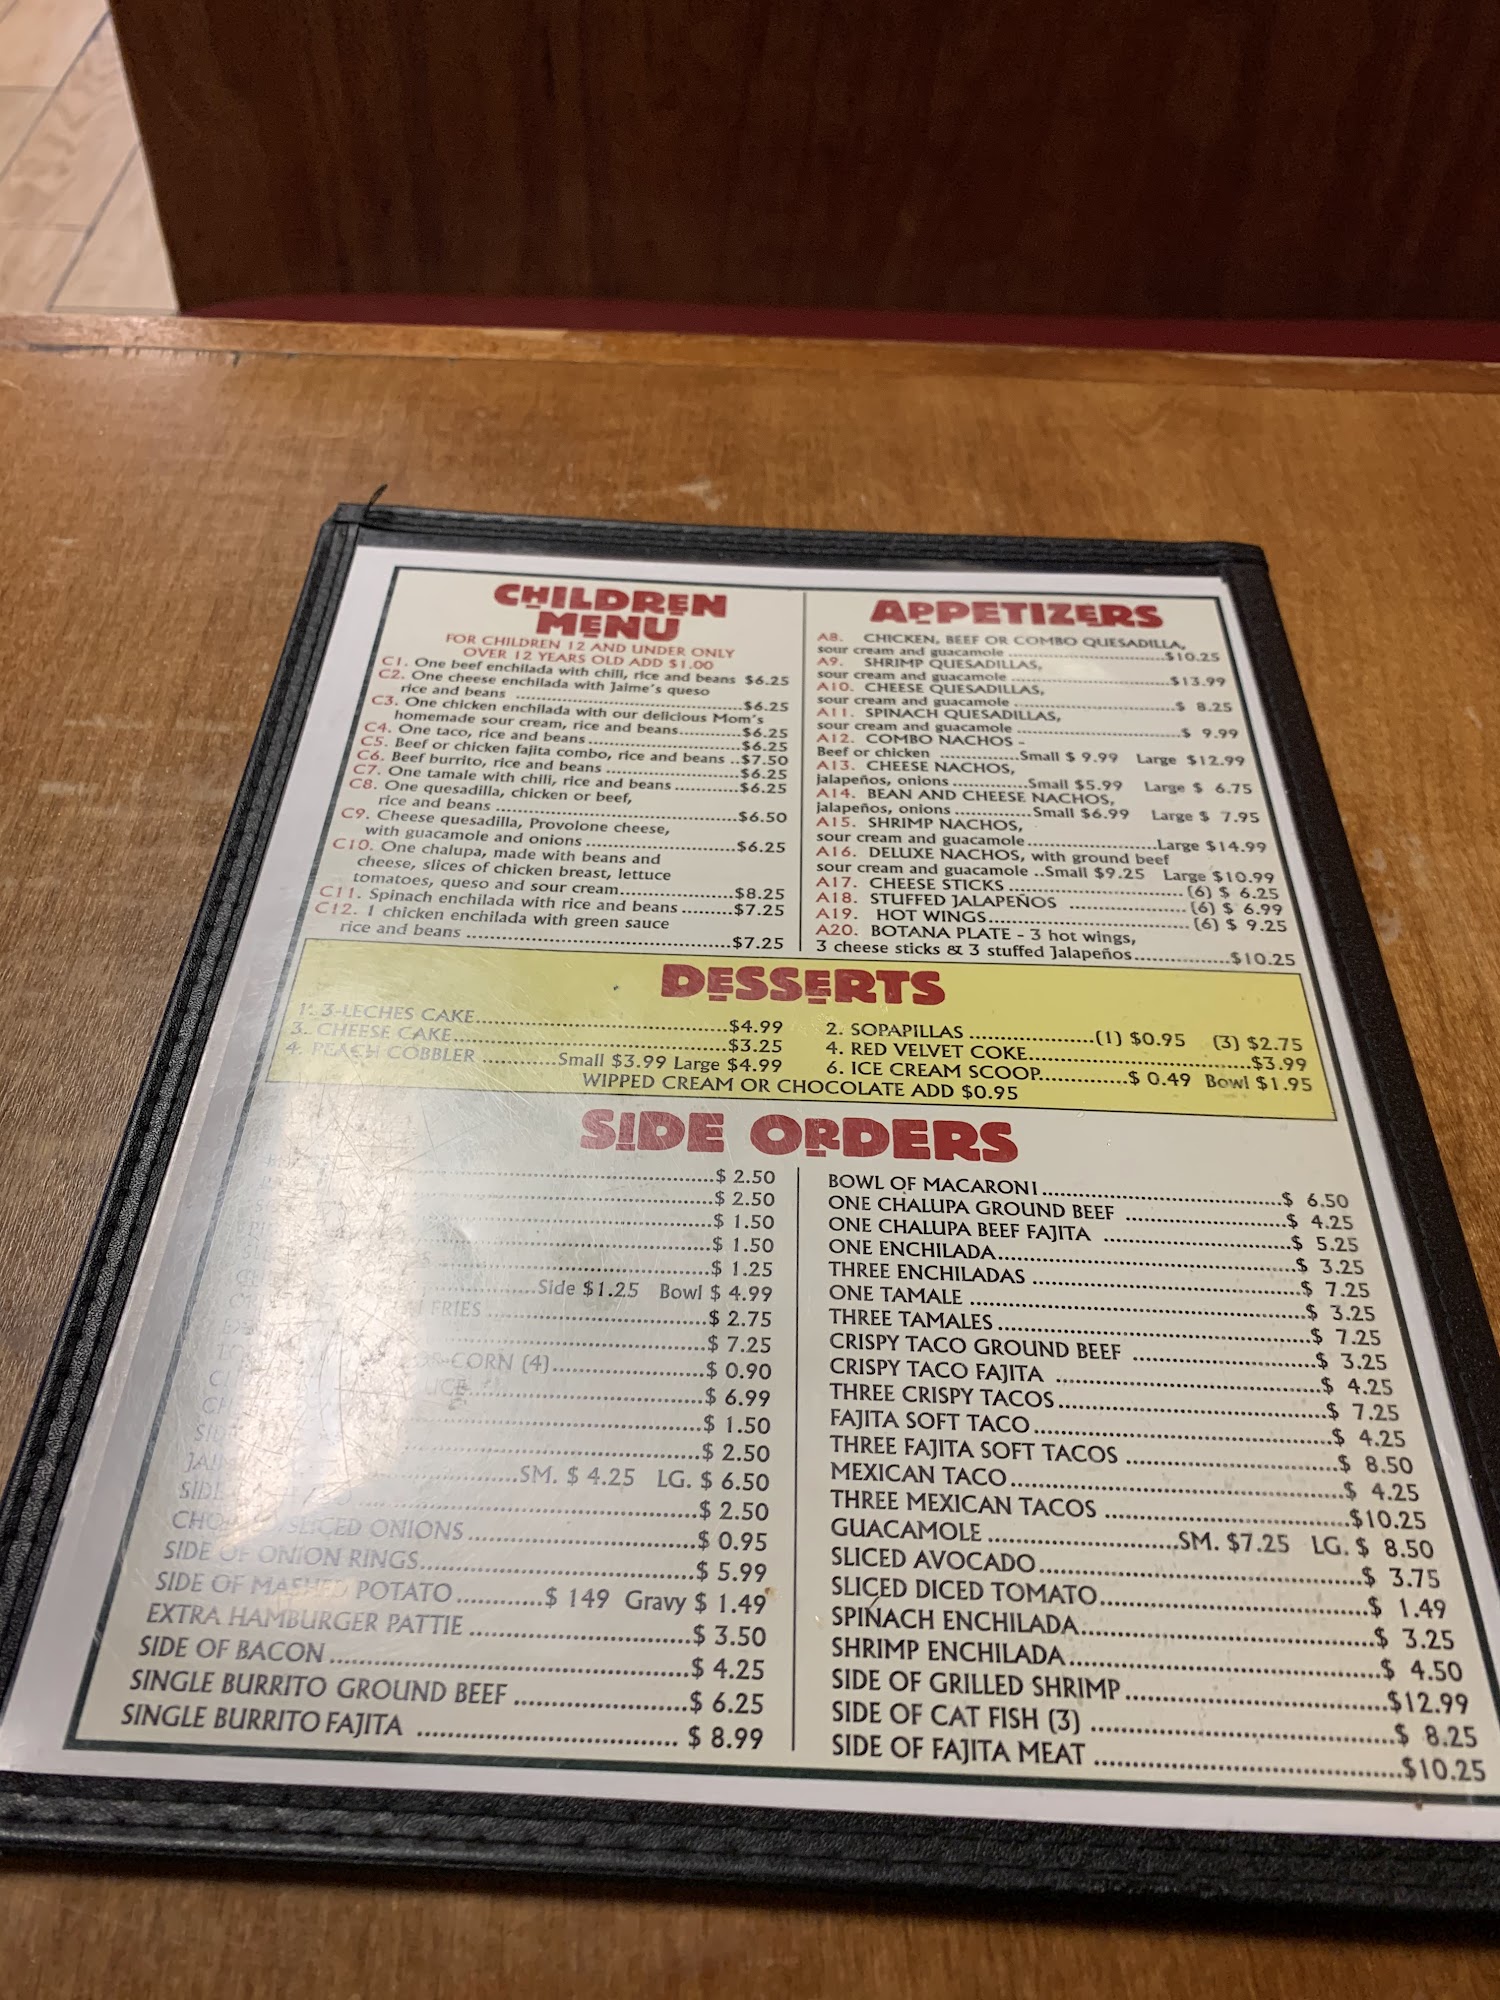 CHILDREN
MENU
FOR CHILDREN 12 AND UNDER ONLY
OVER 12 YEARS OLD ADD $1.00
C1. One beef enchilada with chili, rice and beans $6.25
C2. One cheese enchilada with Jaime's queso
rice and beans ..........$6.25
C3. One chicken enchilada with our delicious Mom's
homemade sour cream, rice and beans..........$6.25
C4. One taco, rice and beans ..........$6.25
C5. Beef or chicken fajita combo, rice and beans ..$7.50
C6. Beef burrito, rice and beans ..........$6.25
C7. One tamale with chili, rice and beans ..........$6.25
C8. One quesadilla, chicken or beef,
rice and beans ..........$6.50
C9. Cheese quesadilla, Provolone cheese,
with guacamole and onions ..........$6.25
C10. One chalupa, made with beans and
cheese, slices of chicken breast, lettuce
tomatoes, queso and sour cream..........$8.25
C11. Spinach enchilada with rice and beans ..........$7.25
C12. 1 chicken enchilada with green sauce
rice and beans ..........$7.25
APPETIZERS
A8. CHICKEN, BEEF OR COMBO QUESADILLA,
sour cream and guacamole ..........$10.25
A9. SHRIMP QUESADILLAS,
sour cream and guacamole ..........$13.99
A10. CHEESE QUESADILLAS,
sour cream and guacamole ..........$ 8.25
A11. SPINACH QUESADILLAS,
sour cream and guacamole ..........$ 9.99
A12. COMBO NACHOS -
Beef or chicken ..........Small $ 9.99 Large $12.99
A13. CHEESE NACHOS,
jalapeños, onions ..........Small $5.99 Large $ 6.75
A14. BEAN AND CHEESE NACHOS,
jalapeños, onions ..........Small $6.99 Large $ 7.95
A15. SHRIMP NACHOS,
sour cream and guacamole..........Large $14.99
A16. DELUXE NACHOS, with ground beef
sour cream and guacamole ..Small $9.25 Large $10.99
A17. CHEESE STICKS ..........(6) $ 6.25
A18. STUFFED JALAPEÑOS ..........(6) $ 6.99
A19. HOT WINGS..........(6) $ 9.25
A20. BOTANA PLATE - 3 hot wings,
3 cheese sticks & 3 stuffed Jalapeños..........$10.25
DESSERTS
1. 3-LECHES CAKE..........$4.99
3. CHEESE CAKE..........$3.25
4. PEACH COBBLER ..........Small $3.99 Large $4.99
2. SOPAPILLAS ..........(1) $0.95 (3) $2.75
4. RED VELVET COKE..........$3.99
6. ICE CREAM SCOOP..........$ 0.49 Bowl $1.95
WIPPED CREAM OR CHOCOLATE ADD $0.95
SIDE ORDERS
..........$ 2.50
..........$ 2.50
..........$ 1.50
..........$ 1.50
..........$ 1.25
..........Side $1.25 Bowl $ 4.99
FRIES ..........$ 2.75
..........$ 7.25
OR CORN (4)..........$ 0.90
..........$ 6.99
..........$ 1.50
..........$ 2.50
..........SM. $ 4.25 LG. $ 6.50
..........$ 2.50
SLICED ONIONS ..........$ 0.95
SIDE OF ONION RINGS..........$ 5.99
SIDE OF MASHED POTATO ..........$ 149 Gravy $ 1.49
EXTRA HAMBURGER PATTIE ..........$ 3.50
SIDE OF BACON ..........$ 4.25
SINGLE BURRITO GROUND BEEF ..........$ 6.25
SINGLE BURRITO FAJITA ..........$ 8.99
BOWL OF MACARONI ..........$ 6.50
ONE CHALUPA GROUND BEEF ..........$ 4.25
ONE CHALUPA BEEF FAJITA ..........$ 5.25
ONE ENCHILADA..........$ 3.25
THREE ENCHILADAS ..........$ 7.25
ONE TAMALE ..........$ 3.25
THREE TAMALES ..........$ 7.25
CRISPY TACO GROUND BEEF ..........$ 3.25
CRISPY TACO FAJITA ..........$ 4.25
THREE CRISPY TACOS ..........$ 7.25
FAJITA SOFT TACO ..........$ 4.25
THREE FAJITA SOFT TACOS ..........$ 8.50
MEXICAN TACO ..........$ 4.25
THREE MEXICAN TACOS ..........$10.25
GUACAMOLE ..........SM. $7.25 LG. $ 8.50
SLICED AVOCADO..........$ 3.75
SLICED DICED TOMATO..........$ 1.49
SPINACH ENCHILADA..........$ 3.25
SHRIMP ENCHILADA..........$ 4.50
SIDE OF GRILLED SHRIMP ..........$12.99
SIDE OF CAT FISH (3) ..........$ 8.25
SIDE OF FAJITA MEAT ..........$10.25